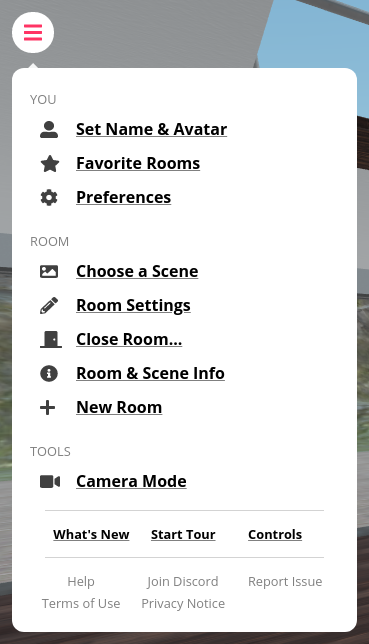 YOU
Set Name & Avatar
Favorite Rooms
Preferences
ROOM
Choose a Scene
Room Settings
Close Room...
Room & Scene Info
New Room
TOOLS
Camera Mode
What's New Start Tour Controls
Help Join Discord Report Issue
Terms of Use Privacy Notice